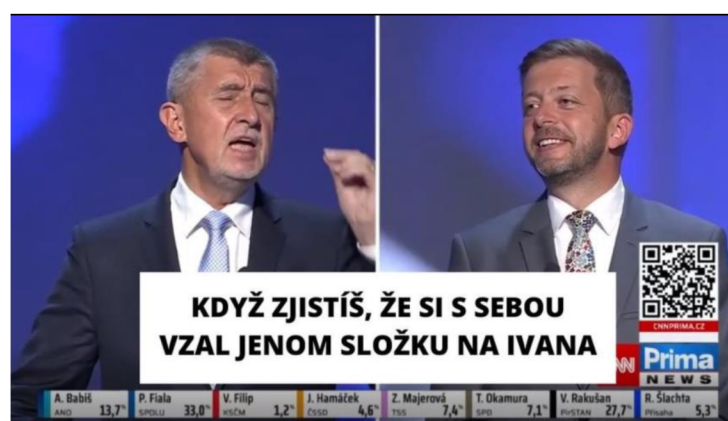 KDYŽ ZJISTÍŠ, ŽE SI S SEBOU
VZAL JENOM SLOŽKU NA IVANA
CNNPRIMA.CZ
CNN Prima
NEWS
A. Babiš ANO 13,7%
P. Fiala SPOLU 33,0%
V. Filip KSČM 1,2%
J. Hamáček ČSSD 4,6%
Z. Majerová TSS 7,4%
T. Okamura SPD 7,1%
V. Rakušan PirSTAN 27,7%
R. Šlachta Přísaha 5,3%